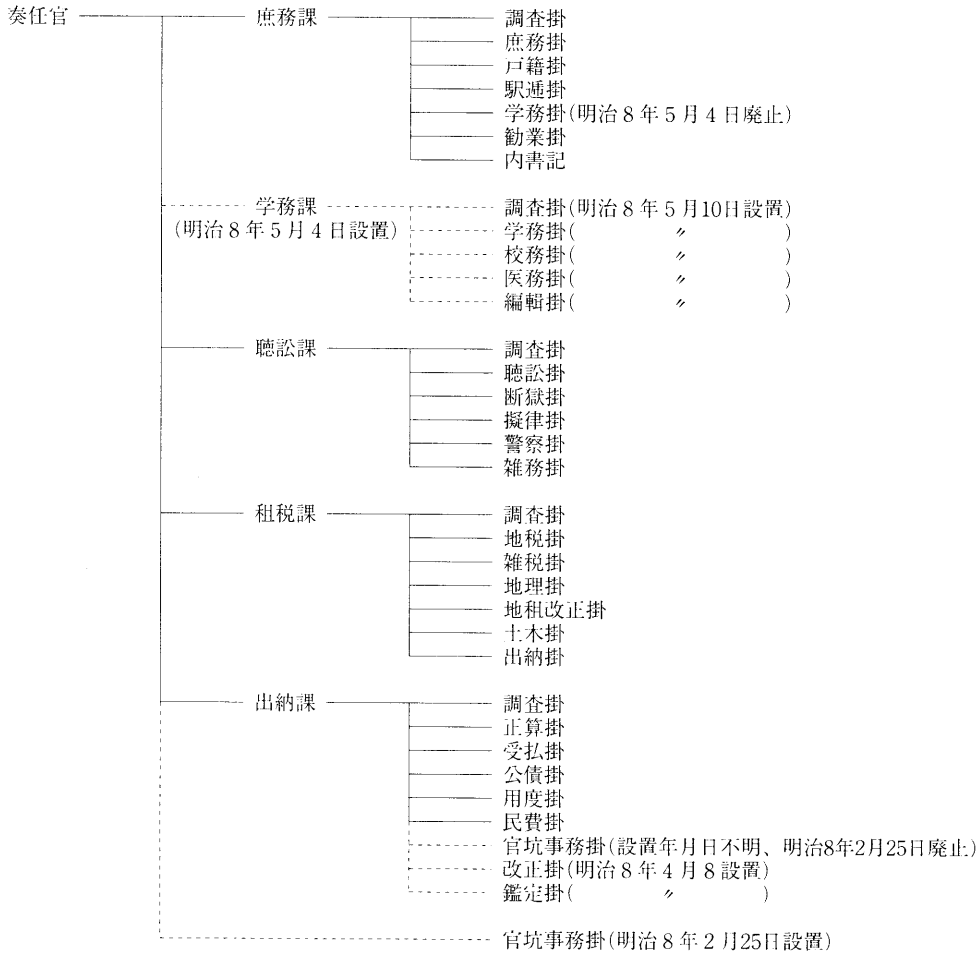 奏任官 庶務課 調査掛
庶務掛
戸籍掛
駅逓掛
学務掛(明治8年5月4日廃止)
勧業掛
内書記
学務課 調査掛(明治8年5月10日設置)
(明治8年5月4日設置) 学務掛( 〃 )
校務掛( 〃 )
医務掛( 〃 )
編輯掛( 〃 )
聴訟課 調査掛
聴訟掛
断獄掛
擬律掛
警察掛
雑務掛
租税課 調査掛
地税掛
雑税掛
地理掛
地租改正掛
土木掛
出納掛
出納課 調査掛
正算掛
受払掛
公債掛
用度掛
民費掛
官坑事務掛(設置年月日不明、明治8年2月25日廃止)
改正掛(明治8年4月8設置)
鑑定掛( 〃 )
官坑事務掛(明治8年2月25日設置)